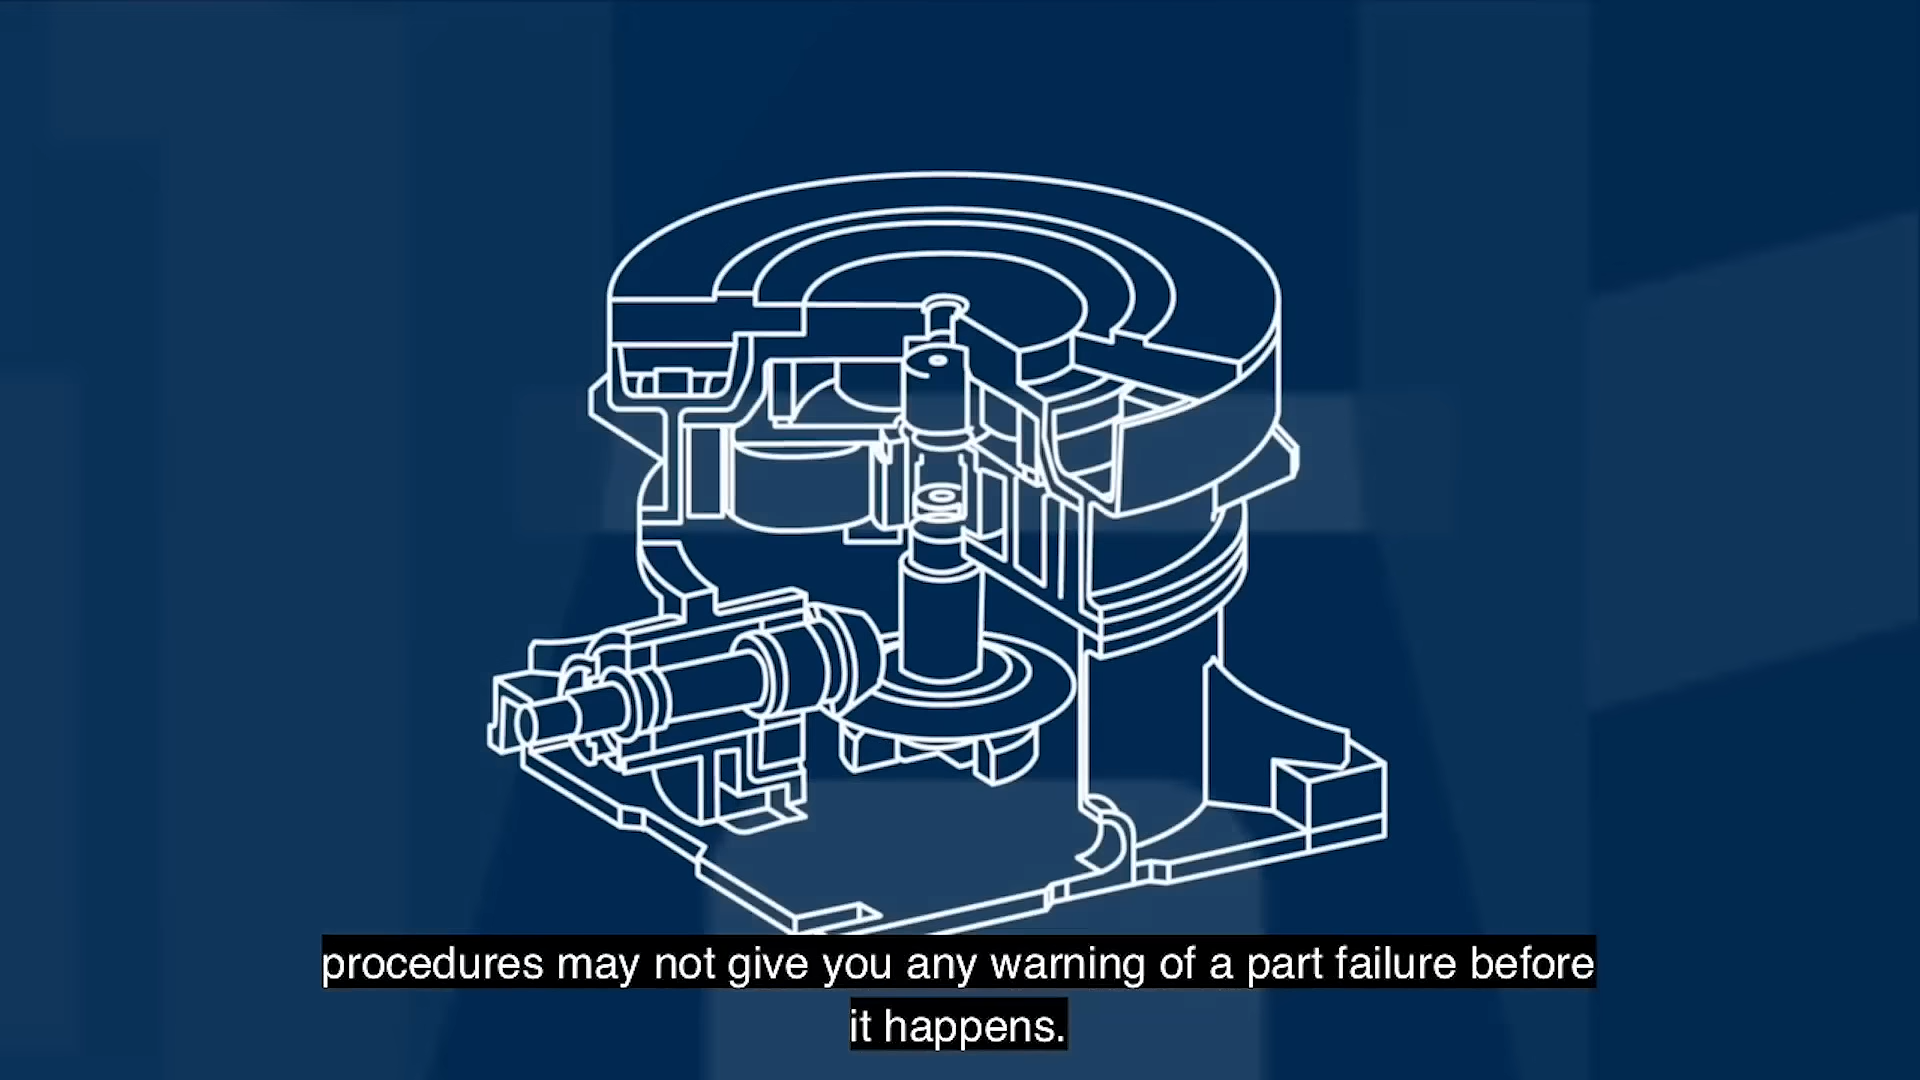 procedures may not give you any warning of a part failure before
it happens.